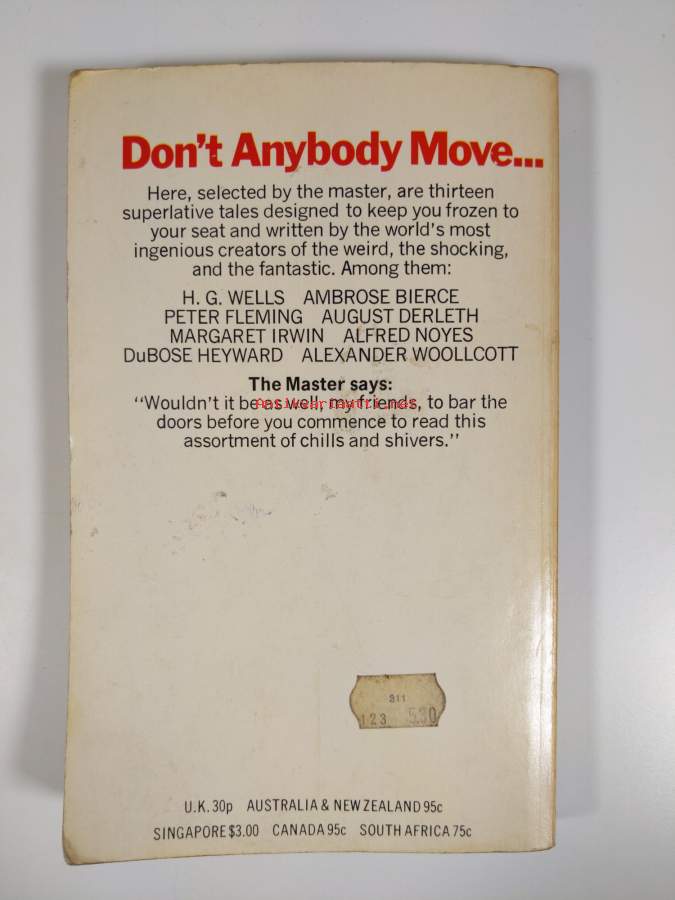 Don't Anybody Move...
Here, selected by the master, are thirteen
superlative tales designed to keep you frozen to
your seat and written by the world's most
ingenious creators of the weird, the shocking,
and the fantastic. Among them:
H. G. WELLS AMBROSE BIERCE
PETER FLEMING AUGUST DERLETH
MARGARET IRWIN ALFRED NOYES
DuBOSE HEYWARD ALEXANDER WOOLLCOTT
The Master says:
"Wouldn't it be as well, my friends, to bar the
Antikvariaatti.net
doors before you commence to read this
assortment of chills and shivers."
311
123 5.30
U.K. 30p AUSTRALIA & NEW ZEALAND 95c
SINGAPORE $3.00 CANADA 95c SOUTH AFRICA 75c